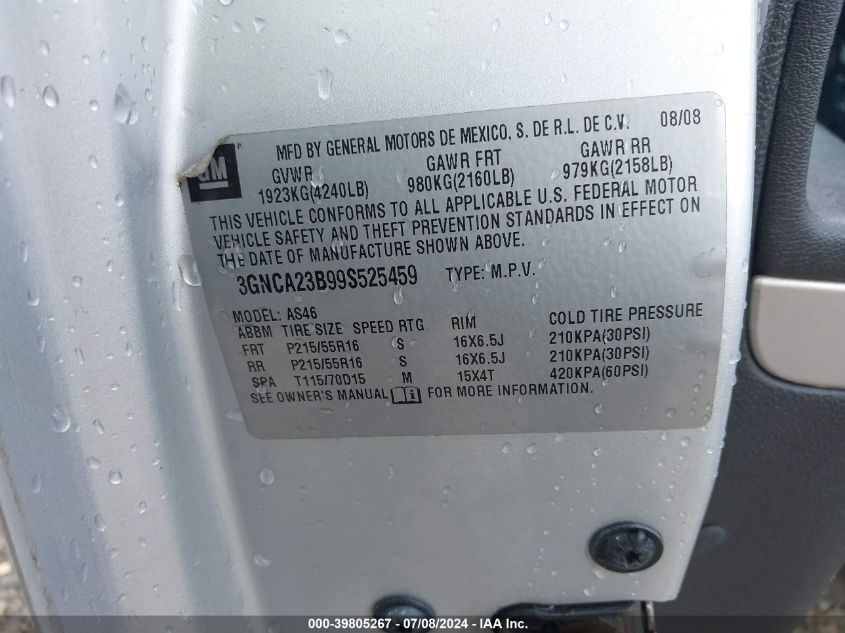 GM
MFD BY GENERAL MOTORS DE MEXICO, S. DE R.L. DE C.V. 08/08
GVWR GAWR FRT GAWR RR
1923KG(4240LB) 980KG(2160LB) 979KG(2158LB)
THIS VEHICLE CONFORMS TO ALL APPLICABLE U.S. FEDERAL MOTOR
VEHICLE SAFETY AND THEFT PREVENTION STANDARDS IN EFFECT ON
THE DATE OF MANUFACTURE SHOWN ABOVE.
3GNCA23B99S525459 TYPE: M.P.V.
MODEL: AS46
ABBM TIRE SIZE SPEED RTG RIM COLD TIRE PRESSURE
FRT P215/55R16 S 16X6.5J 210KPA(30PSI)
RR P215/55R16 S 16X6.5J 210KPA(30PSI)
SPA T115/70D15 M 15X4T 420KPA(60PSI)
SEE OWNER'S MANUAL FOR MORE INFORMATION.
000-39805267 - 07/08/2024 - IAA Inc.